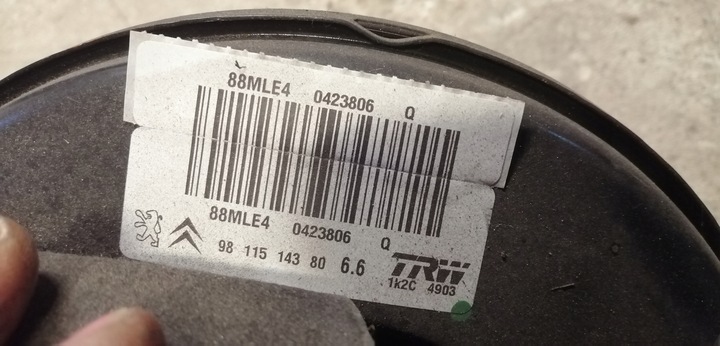 88MLE4 0423806 Q
88MLE4 0423806 Q
98 115 143 80 6.6
TRW
1k2C 4903